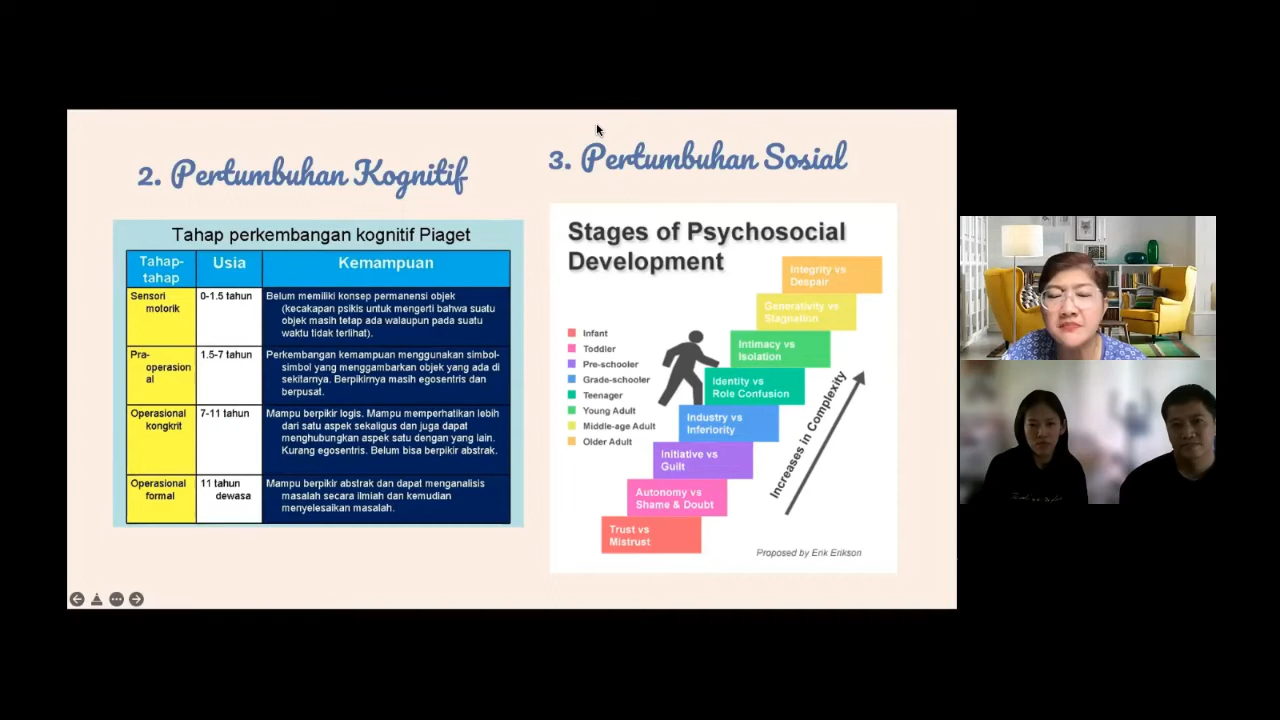 2. Pertumbuhan Kognitif
Tahap perkembangan kognitif Piaget
Tahap-
tahap
Usia
Kemampuan
Sensori
motorik
0-1.5 tahun
Belum memiliki konsep permanensi objek
(kecakapan psikis untuk mengerti bahwa suatu
objek masih tetap ada walaupun pada suatu
waktu tidak terlihat).
Pra-
operasion
al
1.5-7 tahun
Perkembangan kemampuan menggunakan simbol-
simbol yang menggambarkan objek yang ada di
sekitarnya. Berpikirnya masih egosentris dan
berpusat.
Operasional
kongkrit
7-11 tahun
Mampu berpikir logis. Mampu memperhatikan lebih
dari satu aspek sekaligus dan juga dapat
menghubungkan aspek satu dengan yang lain.
Kurang egosentris. Belum bisa berpikir abstrak.
Operasional
formal
11 tahun
dewasa
Mampu berpikir abstrak dan dapat menganalisis
masalah secara ilmiah dan kemudian
menyelesaikan masalah.
3. Pertumbuhan Sosial
Stages of Psychosocial
Development
Infant
Toddler
Pre-schooler
Grade-schooler
Teenager
Young Adult
Middle-age Adult
Older Adult
Integrity vs
Despair
Generativity vs
Stagnation
Intimacy vs
Isolation
Identity vs
Role Confusion
Industry vs
Inferiority
Initiative vs
Guilt
Autonomy vs
Shame & Doubt
Trust vs
Mistrust
Increases in Complexity
Proposed by Erik Erikson